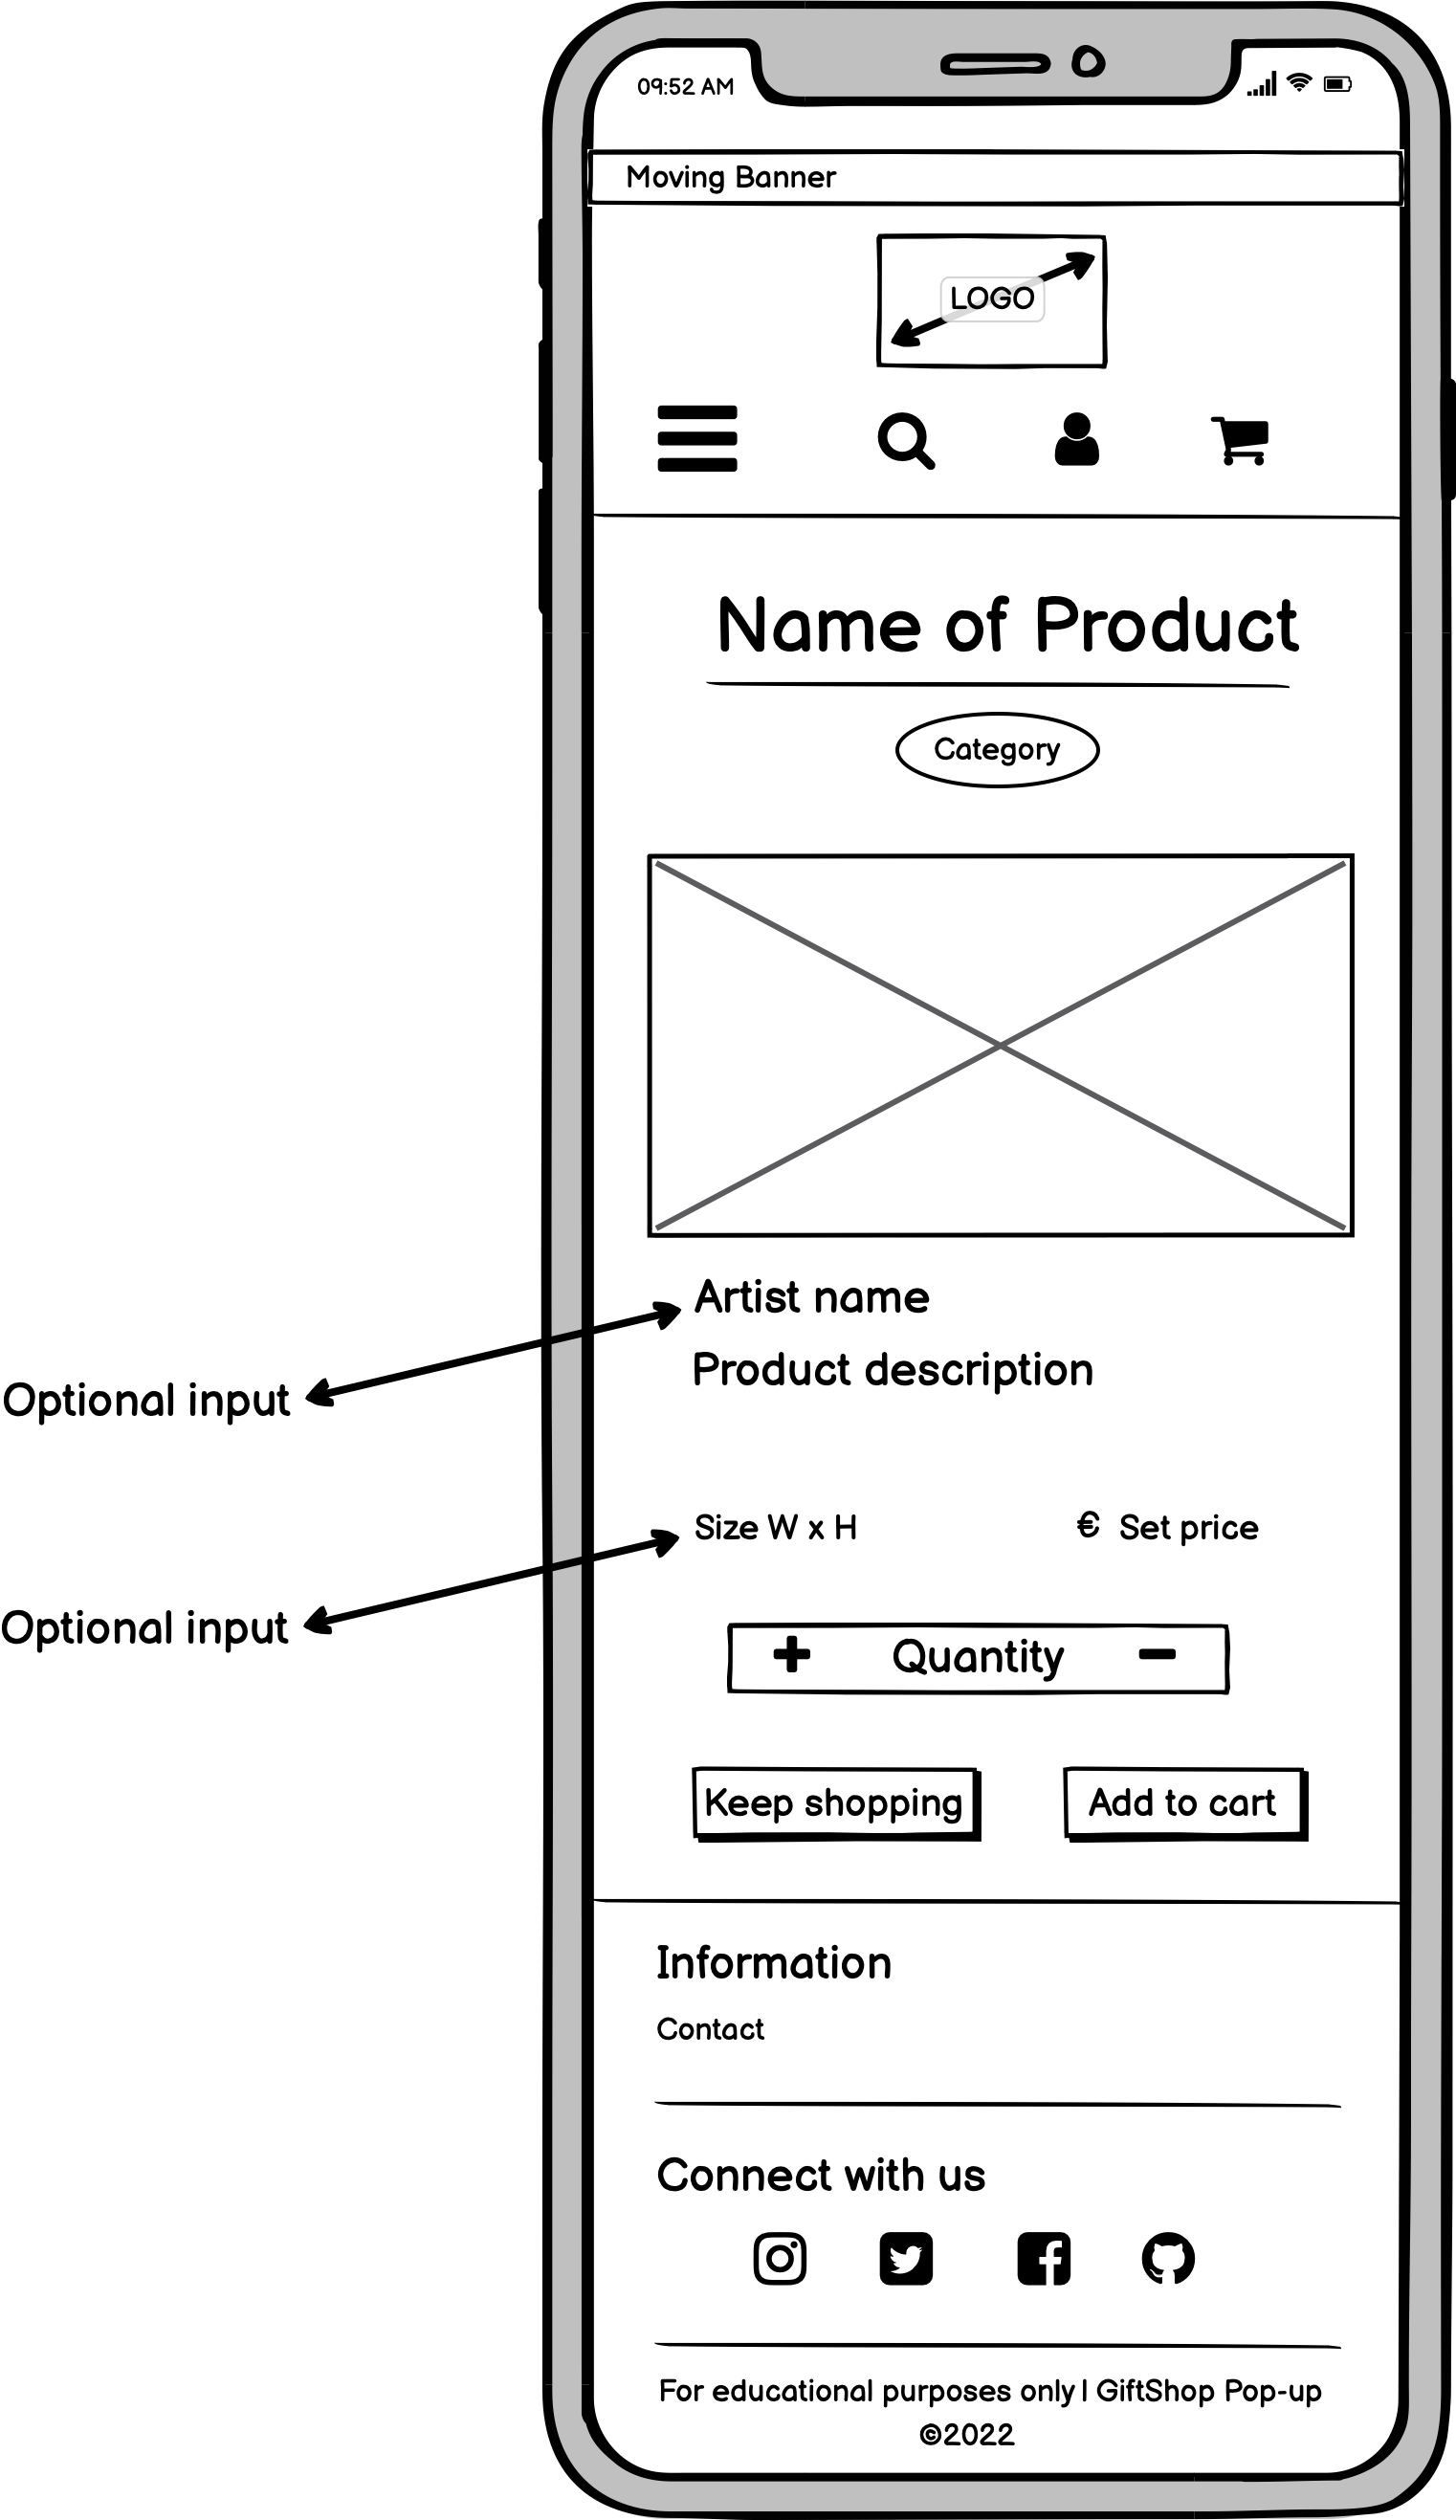 09:52 AM
Moving Banner
LOGO
Name of Product
Category
Artist name
Product description
Optional input
Size W x H
€ Set price
Optional input
+ Quantity -
Keep shopping
Add to cart
Information
Contact
Connect with us
For educational purposes only | GiftShop Pop-up
©2022